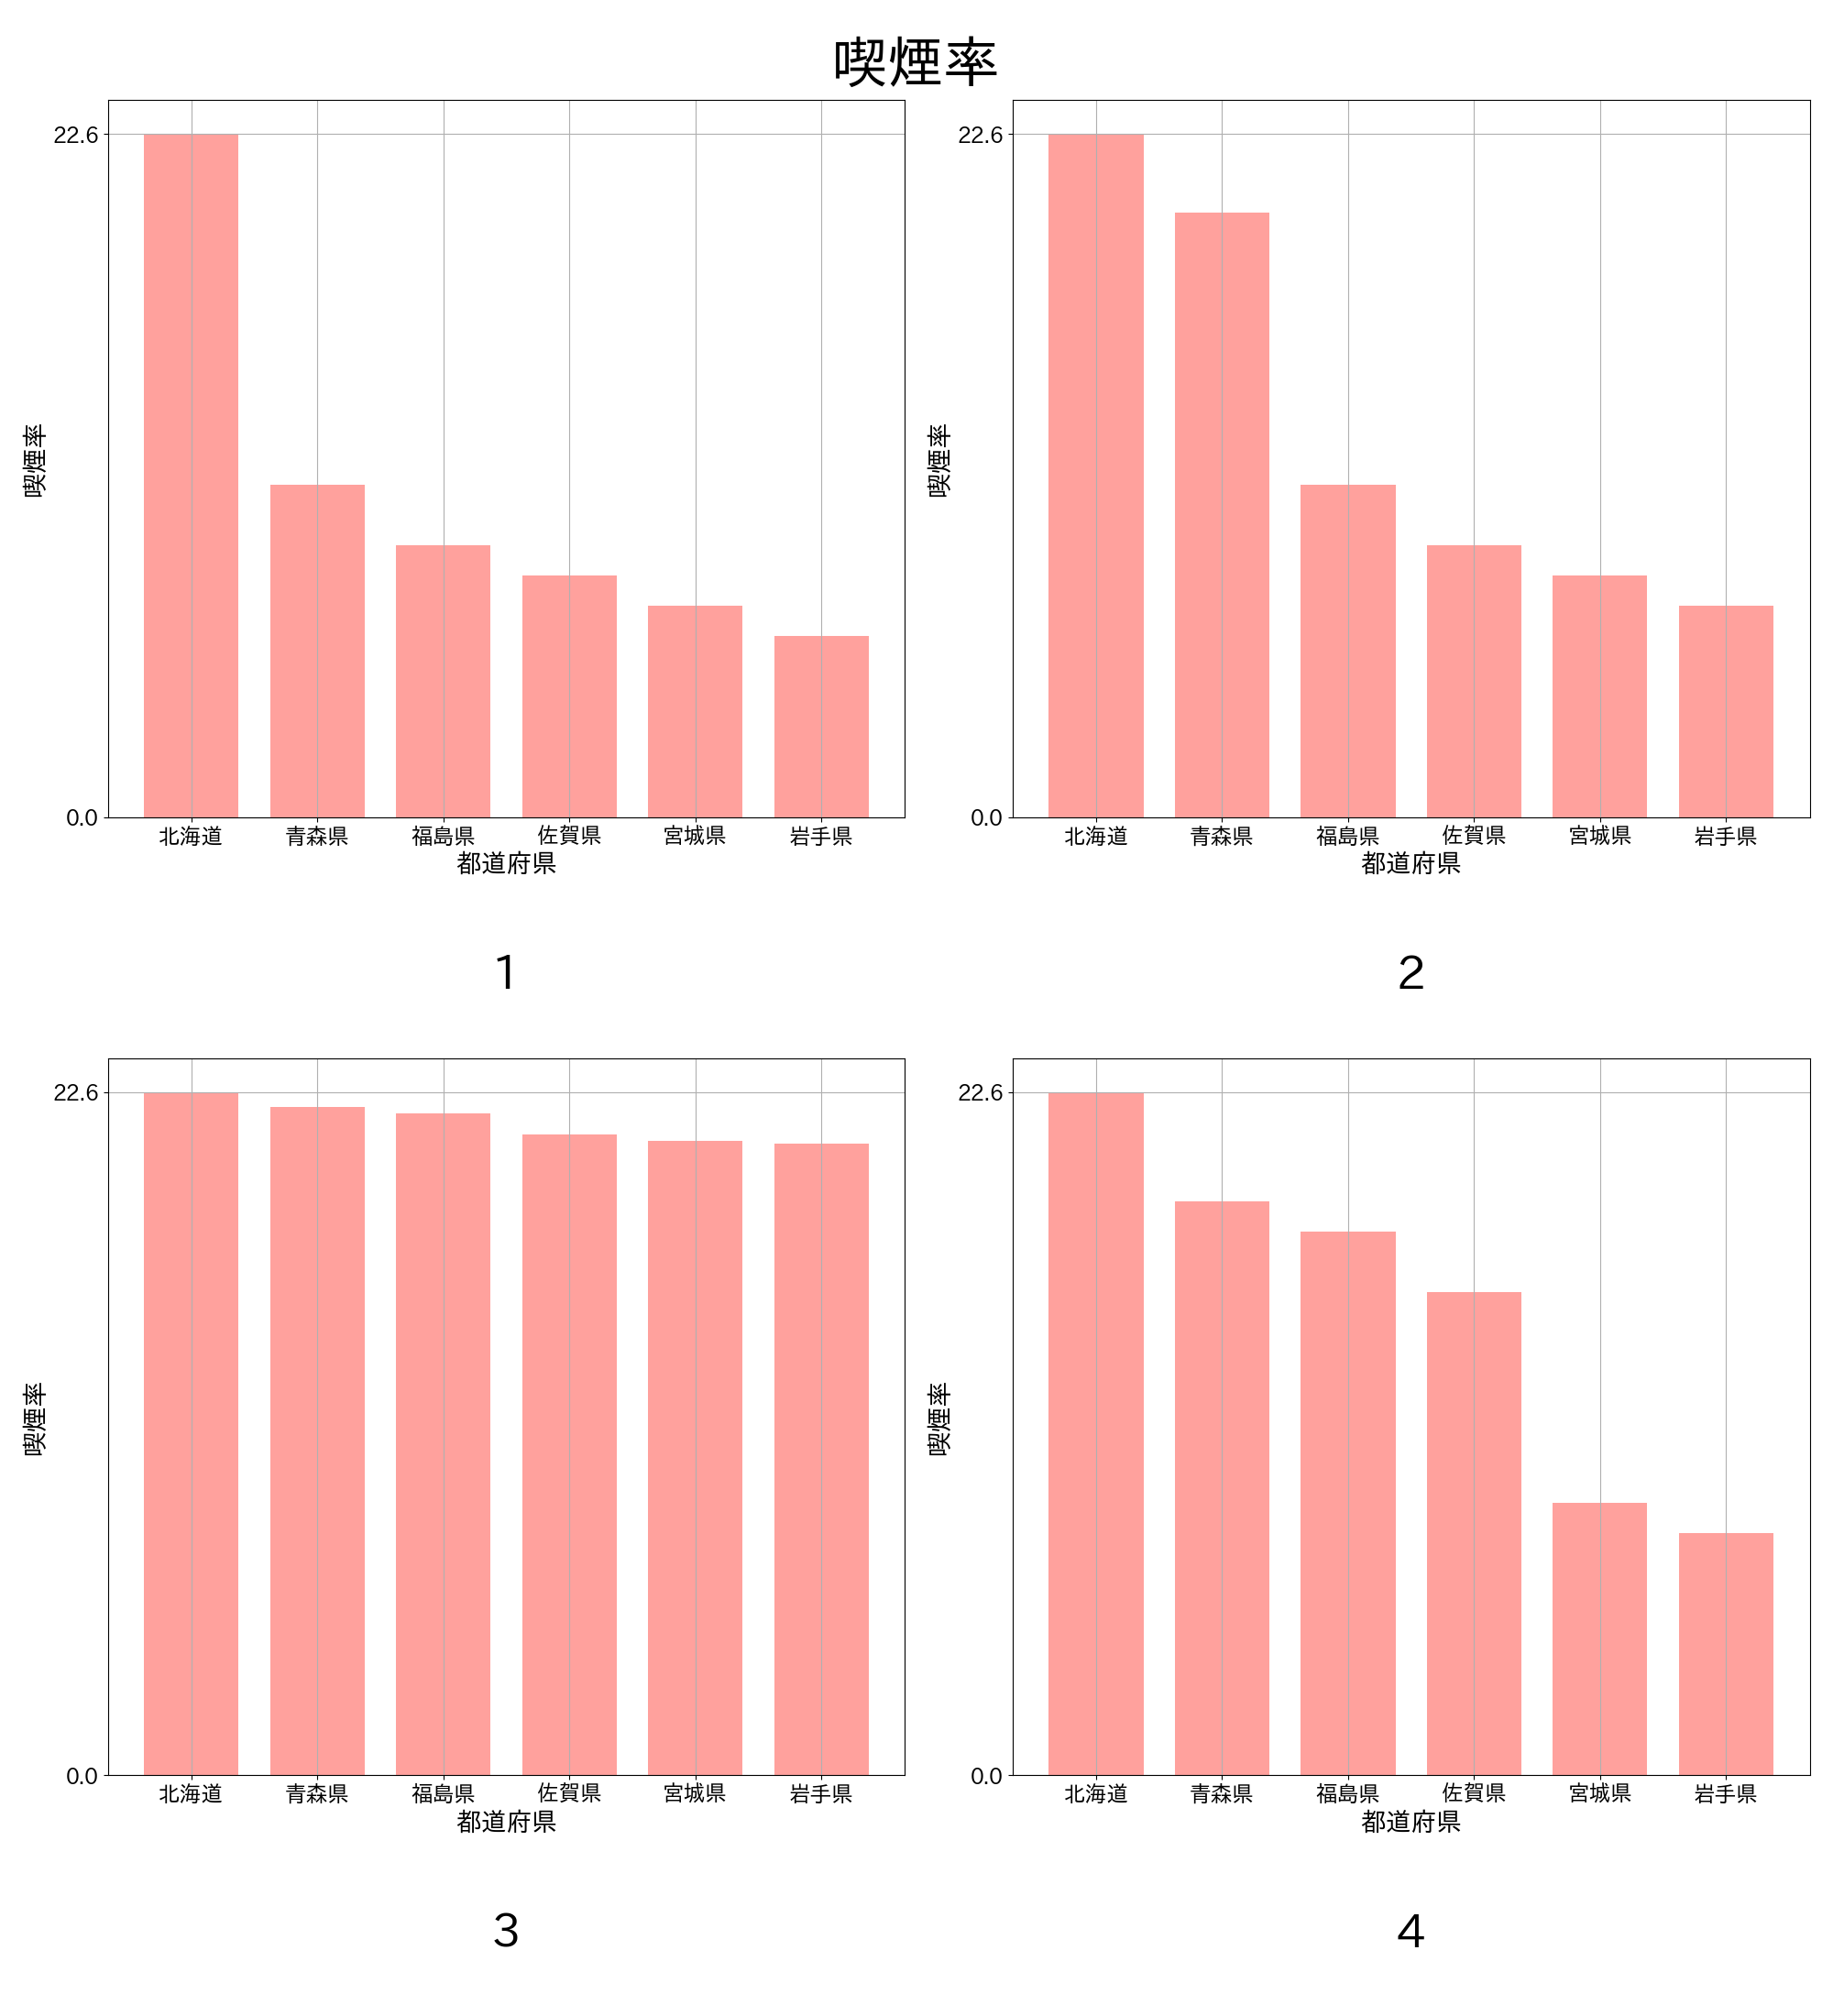 喫煙率
22.6
喫煙率
0.0
北海道 青森県 福島県 佐賀県 宮城県 岩手県
都道府県
1
22.6
喫煙率
0.0
北海道 青森県 福島県 佐賀県 宮城県 岩手県
都道府県
2
22.6
喫煙率
0.0
北海道 青森県 福島県 佐賀県 宮城県 岩手県
都道府県
3
22.6
喫煙率
0.0
北海道 青森県 福島県 佐賀県 宮城県 岩手県
都道府県
4